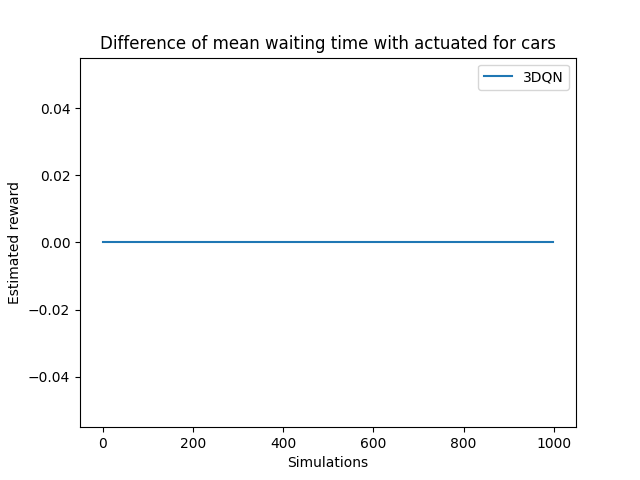 Difference of mean waiting time with actuated for cars
3DQN
0.04
0.02
0.00
−0.02
−0.04
Estimated reward
0 200 400 600 800 1000
Simulations